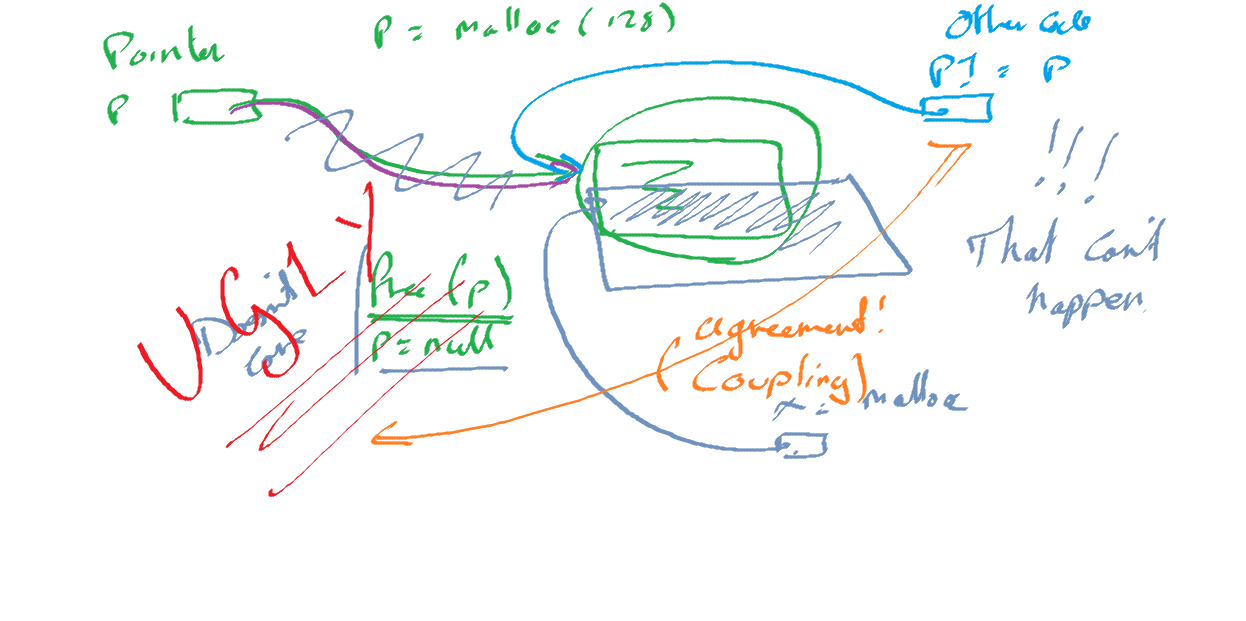 P = malloc (128)
Pointer
P
Other code
P1 = P
!!!
That can't
happen.
free (p)
P = null
Doesn't
care
UGLY
agreement!
(Coupling)
x = malloc